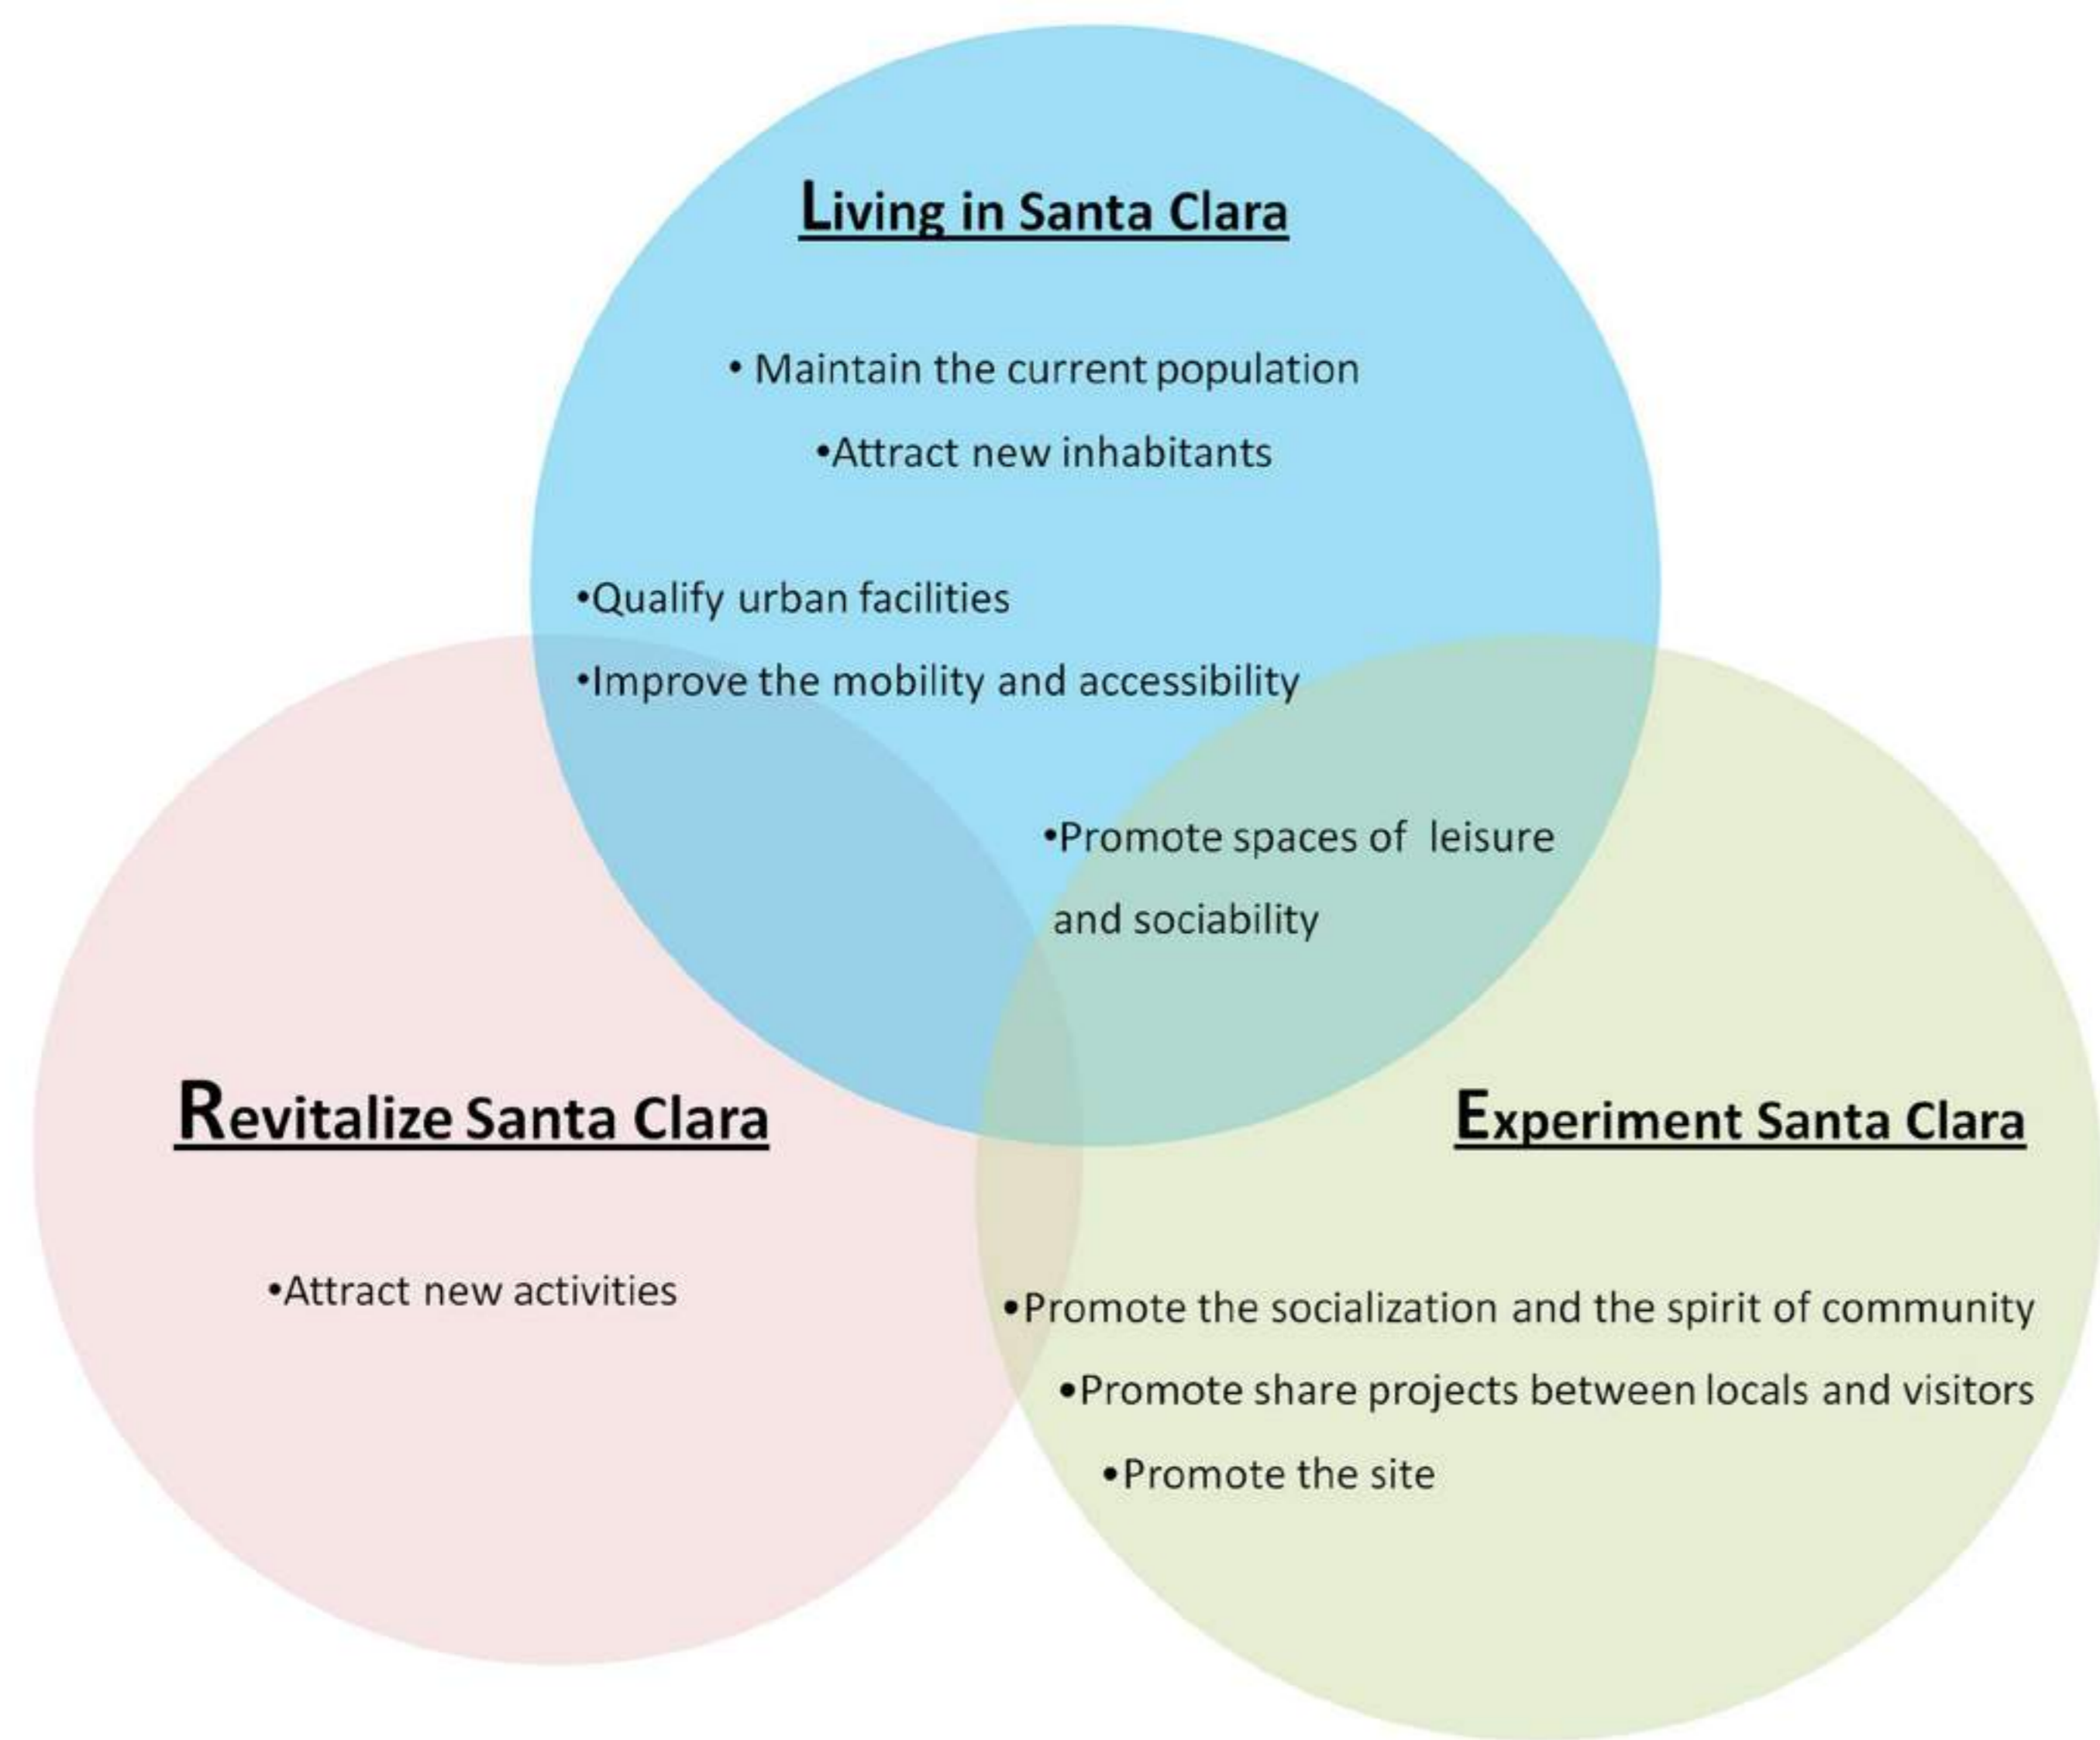 Living in Santa Clara
• Maintain the current population
•Attract new inhabitants
•Qualify urban facilities
•Improve the mobility and accessibility
•Promote spaces of leisure
and sociability
Revitalize Santa Clara
•Attract new activities
Experiment Santa Clara
•Promote the socialization and the spirit of community
•Promote share projects between locals and visitors
•Promote the site